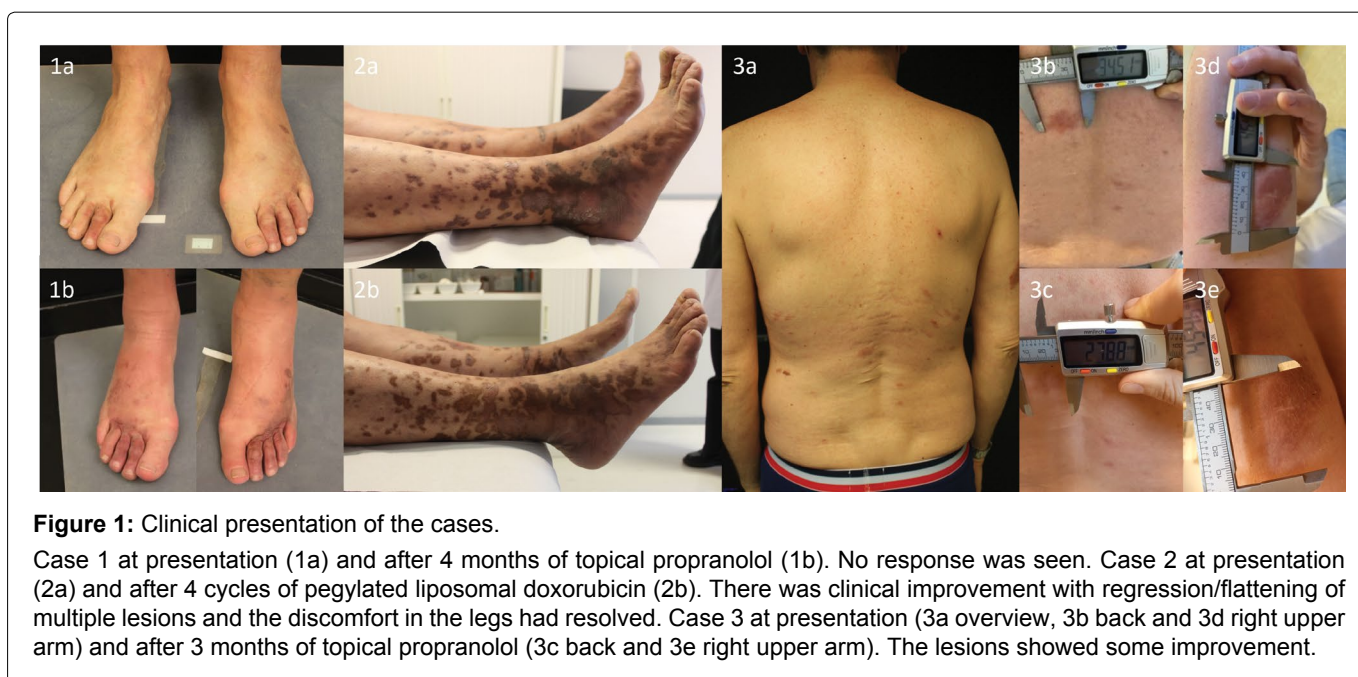 1a
2a
3a
3b
3d
34.51
1b
2b
3c
3e
23.88
Figure 1: Clinical presentation of the cases.
Case 1 at presentation (1a) and after 4 months of topical propranolol (1b). No response was seen. Case 2 at presentation
(2a) and after 4 cycles of pegylated liposomal doxorubicin (2b). There was clinical improvement with regression/flattening of
multiple lesions and the discomfort in the legs had resolved. Case 3 at presentation (3a overview, 3b back and 3d right upper
arm) and after 3 months of topical propranolol (3c back and 3e right upper arm). The lesions showed some improvement.